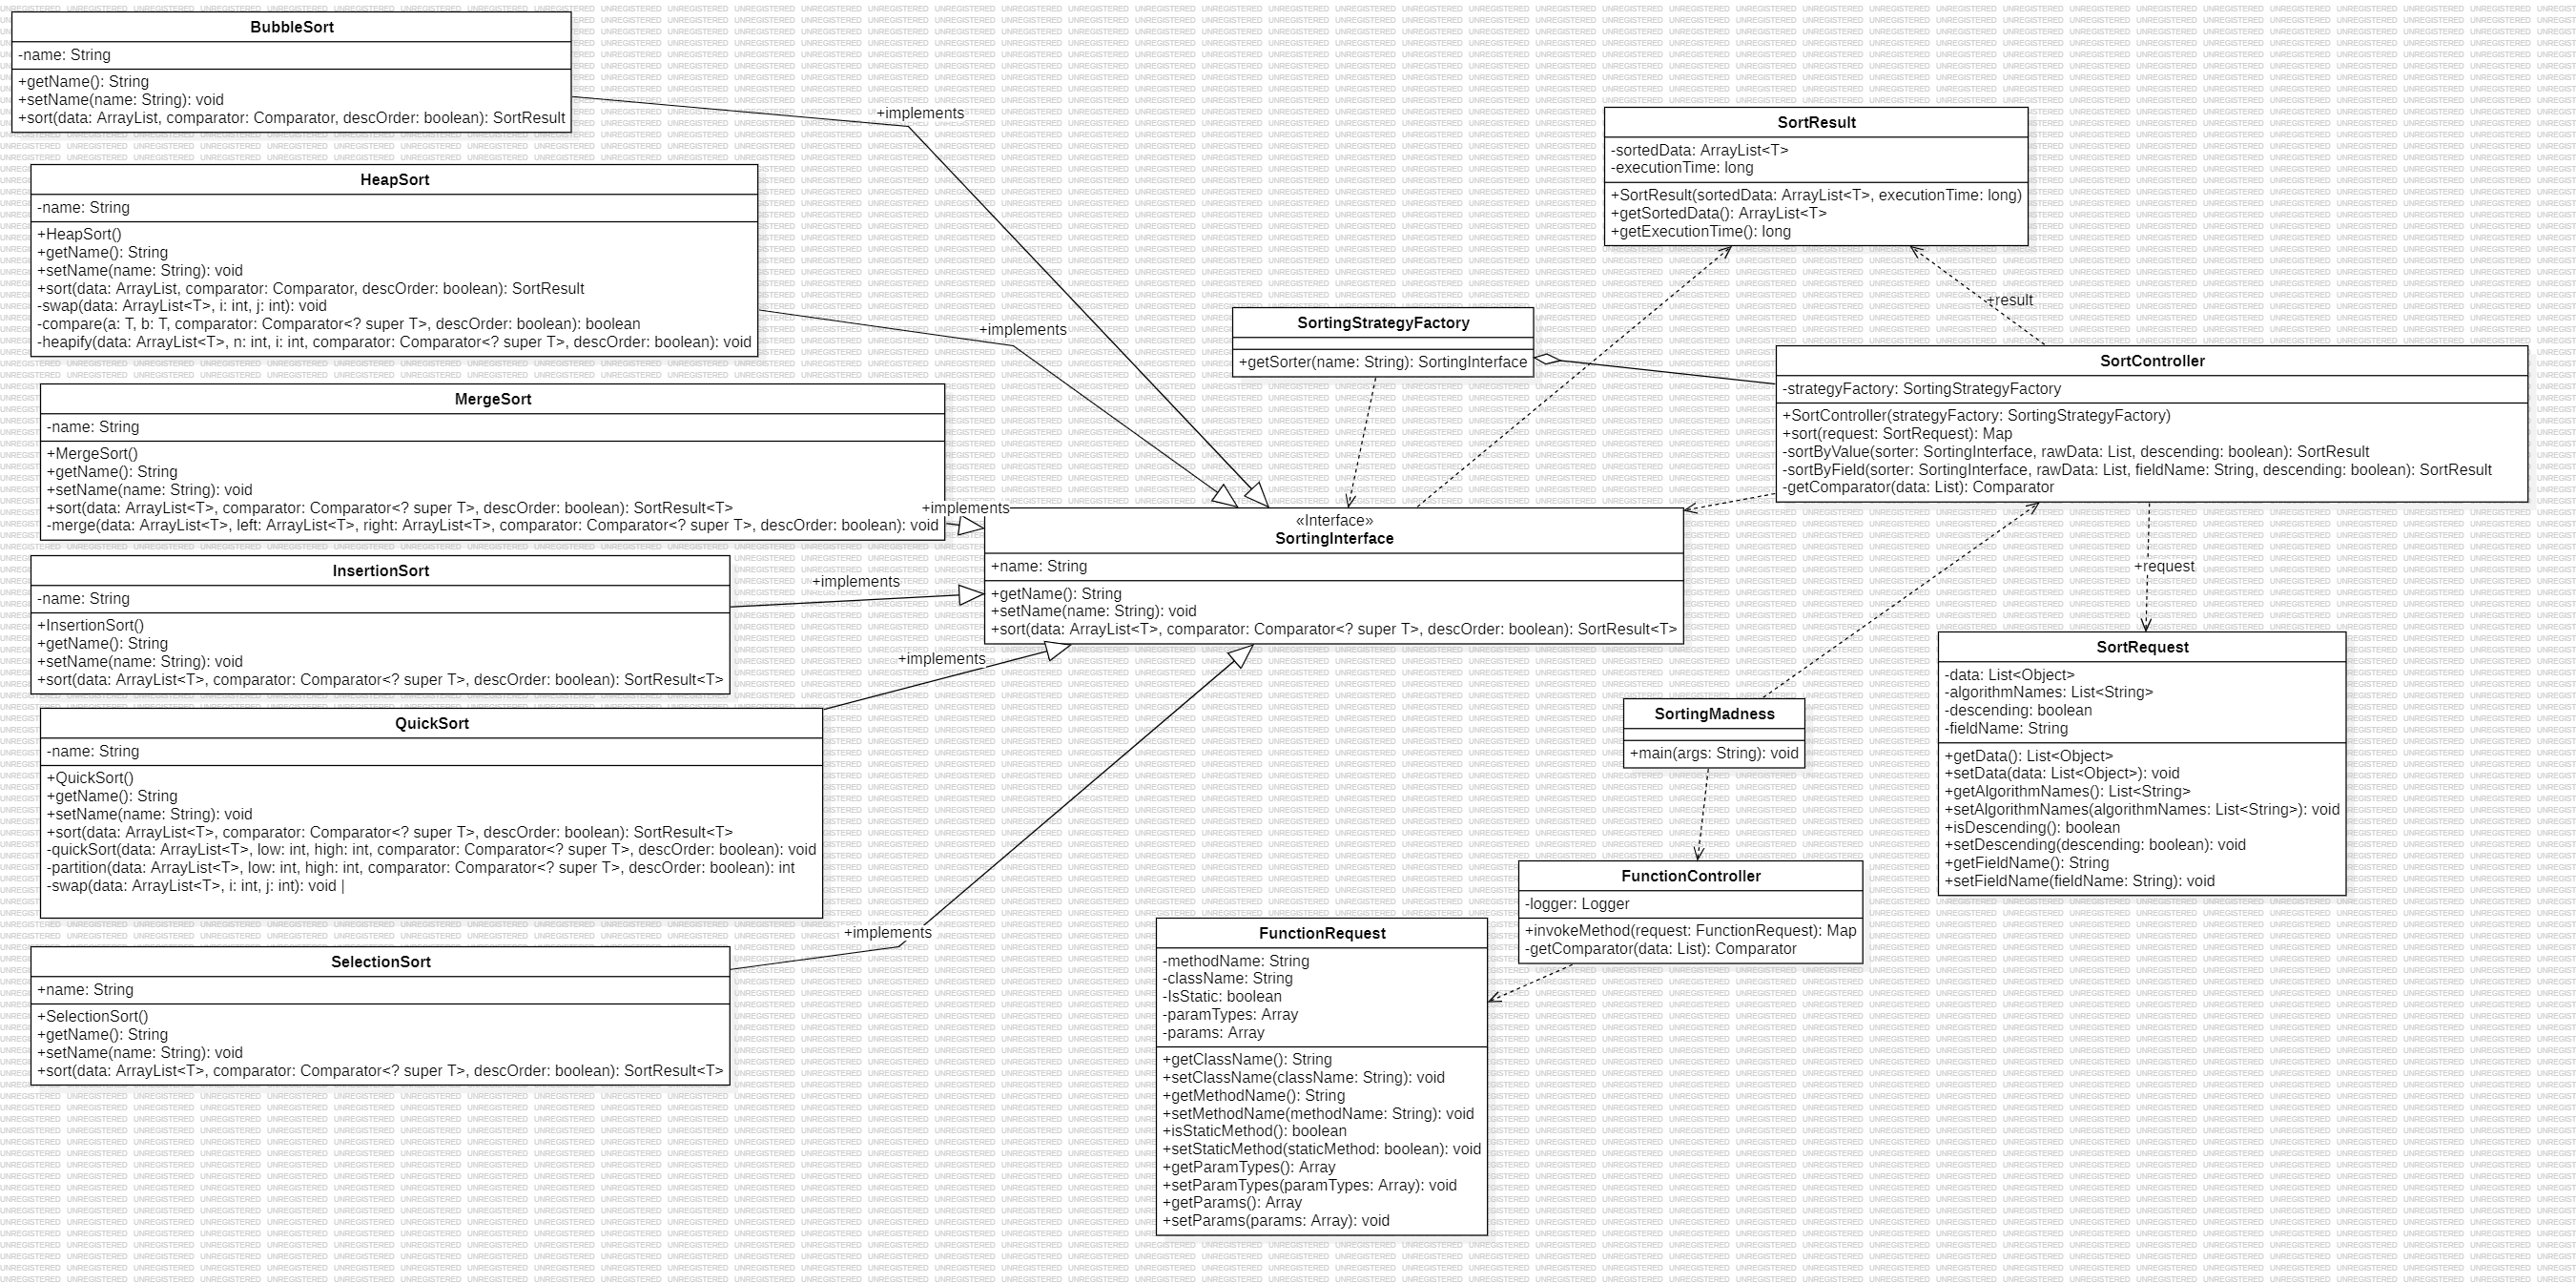 BubbleSort
-name: String
+getName(): String
+setName(name: String): void
+sort(data: ArrayList, comparator: Comparator, descOrder: boolean): SortResult
+implements
HeapSort
-name: String
+HeapSort()
+getName(): String
+setName(name: String): void
+sort(data: ArrayList, comparator: Comparator, descOrder: boolean): SortResult
-swap(data: ArrayList<T>, i: int, j: int): void
-compare(a: T, b: T, comparator: Comparator<? super T>, descOrder: boolean): boolean
-heapify(data: ArrayList<T>, n: int, i: int, comparator: Comparator<? super T>, descOrder: boolean): void
+implements
MergeSort
-name: String
+MergeSort()
+getName(): String
+setName(name: String): void
+sort(data: ArrayList<T>, comparator: Comparator<? super T>, descOrder: boolean): SortResult<T>
-merge(data: ArrayList<T>, left: ArrayList<T>, right: ArrayList<T>, comparator: Comparator<? super T>, descOrder: boolean): void
+implements
InsertionSort
-name: String
+InsertionSort()
+getName(): String
+setName(name: String): void
+sort(data: ArrayList<T>, comparator: Comparator<? super T>, descOrder: boolean): SortResult<T>
+implements
QuickSort
-name: String
+QuickSort()
+getName(): String
+setName(name: String): void
+sort(data: ArrayList<T>, comparator: Comparator<? super T>, descOrder: boolean): SortResult<T>
-quickSort(data: ArrayList<T>, low: int, high: int, comparator: Comparator<? super T>, descOrder: boolean): void
-partition(data: ArrayList<T>, low: int, high: int, comparator: Comparator<? super T>, descOrder: boolean): int
-swap(data: ArrayList<T>, i: int, j: int): void |
+implements
SelectionSort
+name: String
+SelectionSort()
+getName(): String
+setName(name: String): void
+sort(data: ArrayList<T>, comparator: Comparator<? super T>, descOrder: boolean): SortResult<T>
+implements
«Interface»
SortingInterface
+name: String
+getName(): String
+setName(name: String): void
+sort(data: ArrayList<T>, comparator: Comparator<? super T>, descOrder: boolean): SortResult<T>
SortingStrategyFactory
+getSorter(name: String): SortingInterface
SortResult
-sortedData: ArrayList<T>
-executionTime: long
+SortResult(sortedData: ArrayList<T>, executionTime: long)
+getSortedData(): ArrayList<T>
+getExecutionTime(): long
+result
SortController
-strategyFactory: SortingStrategyFactory
+SortController(strategyFactory: SortingStrategyFactory)
+sort(request: SortRequest): Map
-sortByValue(sorter: SortingInterface, rawData: List, descending: boolean): SortResult
-sortByField(sorter: SortingInterface, rawData: List, fieldName: String, descending: boolean): SortResult
-getComparator(data: List): Comparator
+request
SortRequest
-data: List<Object>
-algorithmNames: List<String>
-descending: boolean
-fieldName: String
+getData(): List<Object>
+setData(data: List<Object>): void
+getAlgorithmNames(): List<String>
+setAlgorithmNames(algorithmNames: List<String>): void
+isDescending(): boolean
+setDescending(descending: boolean): void
+getFieldName(): String
+setFieldName(fieldName: String): void
SortingMadness
+main(args: String): void
FunctionController
-logger: Logger
+invokeMethod(request: FunctionRequest): Map
-getComparator(data: List): Comparator
FunctionRequest
-methodName: String
-className: String
-IsStatic: boolean
-paramTypes: Array
-params: Array
+getClassName(): String
+setClassName(className: String): void
+getMethodName(): String
+setMethodName(methodName: String): void
+isStaticMethod(): boolean
+setStaticMethod(staticMethod: boolean): void
+getParamTypes(): Array
+setParamTypes(paramTypes: Array): void
+getParams(): Array
+setParams(params: Array): void
UNREGISTERED